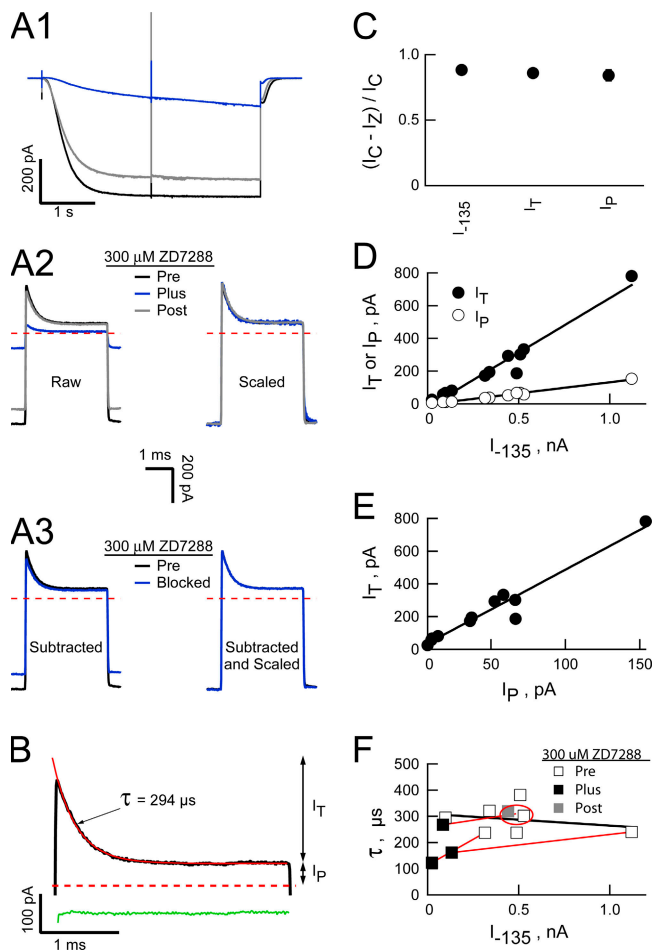 A1
200 pA
1 s
A2
300 μM ZD7288
Pre
Plus
Post
Raw
Scaled
1 ms
200 pA
A3
300 μM ZD7288
Pre
Blocked
Subtracted
Subtracted
and Scaled
B
τ = 294 μs
I_T
I_P
100 pA
1 ms
C
(I_C - I_Z) / I_C
1.0
0.5
0
I_-135
I_T
I_P
D
I_T or I_P, pA
800
600
400
200
0
I_T
I_P
0
0.5
1.0
I_-135 , nA
E
I_T, pA
800
600
400
200
0
0
50
100
150
I_P, pA
F
300 uM ZD7288
Pre
Plus
Post
τ, μs
500
400
300
200
100
0
0
0.5
1.0
I_-135 , nA